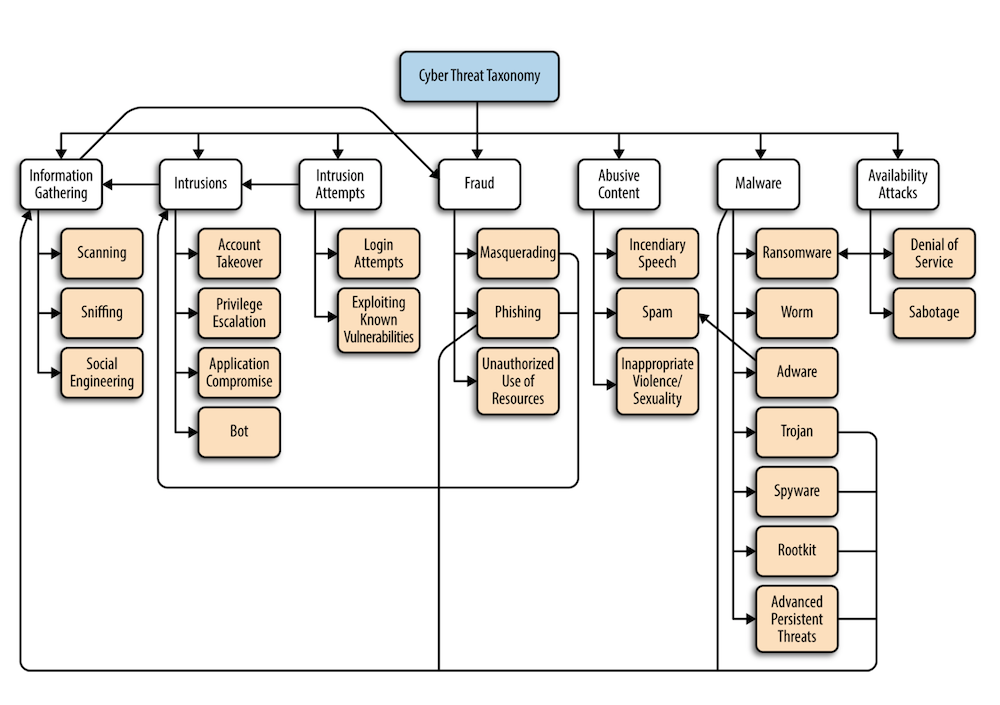 Cyber Threat Taxonomy
Information
Gathering
Intrusions
Intrusion
Attempts
Fraud
Abusive
Content
Malware
Availability
Attacks
Scanning
Sniffing
Social
Engineering
Account
Takeover
Privilege
Escalation
Application
Compromise
Bot
Login
Attempts
Exploiting
Known
Vulnerabilities
Masquerading
Phishing
Unauthorized
Use of
Resources
Incendiary
Speech
Spam
Inappropriate
Violence/
Sexuality
Ransomware
Worm
Adware
Trojan
Spyware
Rootkit
Advanced
Persistent
Threats
Denial of
Service
Sabotage